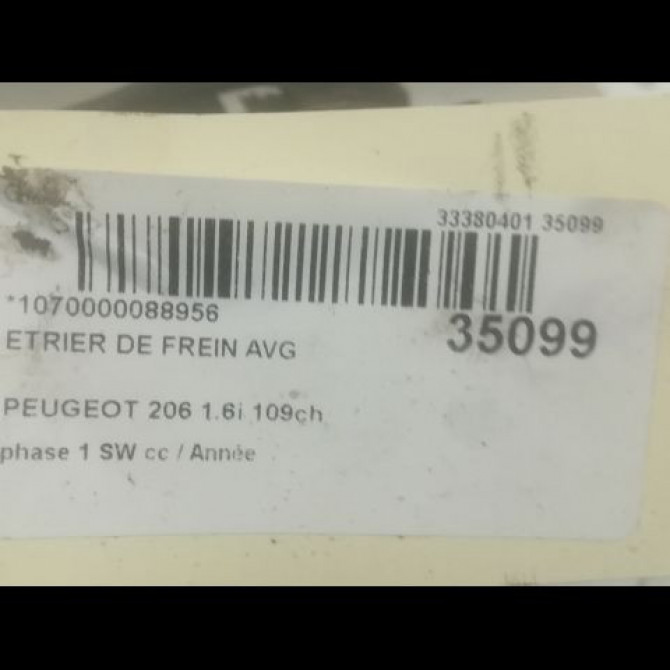 33380401 35099
*1070000088956
35099
ETRIER DE FREIN AVG
PEUGEOT 206 1.6i 109ch
phase 1 SW cc / Année